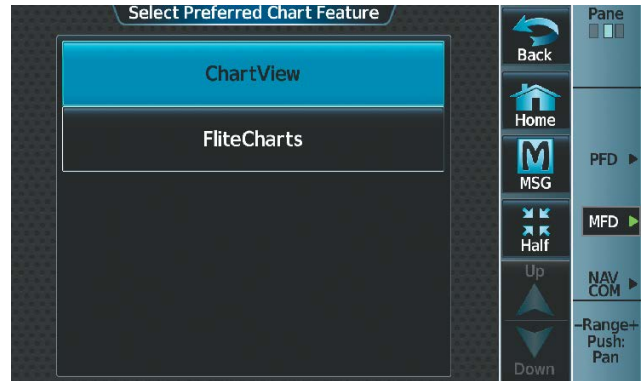 Select Preferred Chart Feature
ChartView
FliteCharts
Back
Home
MSG
Half
Up
Down
Pane
PFD
MFD
NAV
COM
-Range+
Push:
Pan